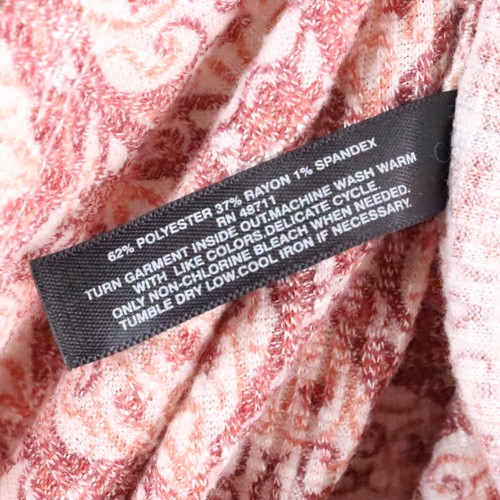 62% POLYESTER 37% RAYON 1% SPANDEX
RN 48711
TURN GARMENT INSIDE OUT.MACHINE WASH WARM
WITH LIKE COLORS.DELICATE CYCLE.
ONLY NON-CHLORINE BLEACH WHEN NEEDED.
TUMBLE DRY LOW.COOL IRON IF NECESSARY.